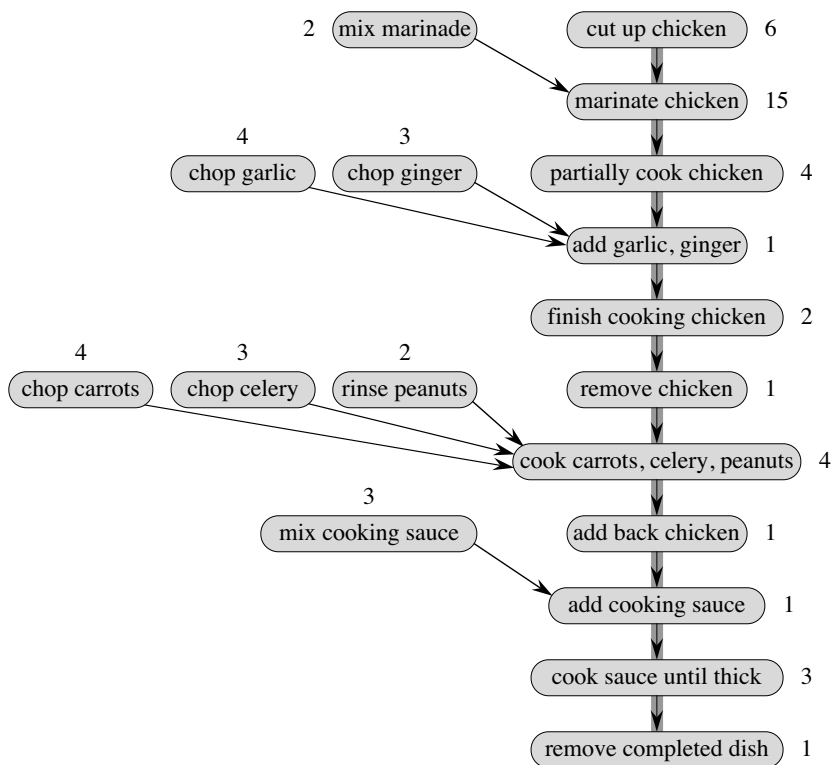 2 mix marinade cut up chicken 6
marinate chicken 15
4 3
chop garlic chop ginger partially cook chicken 4
add garlic, ginger 1
finish cooking chicken 2
4 3 2
chop carrots chop celery rinse peanuts remove chicken 1
cook carrots, celery, peanuts 4
3
mix cooking sauce add back chicken 1
add cooking sauce 1
cook sauce until thick 3
remove completed dish 1